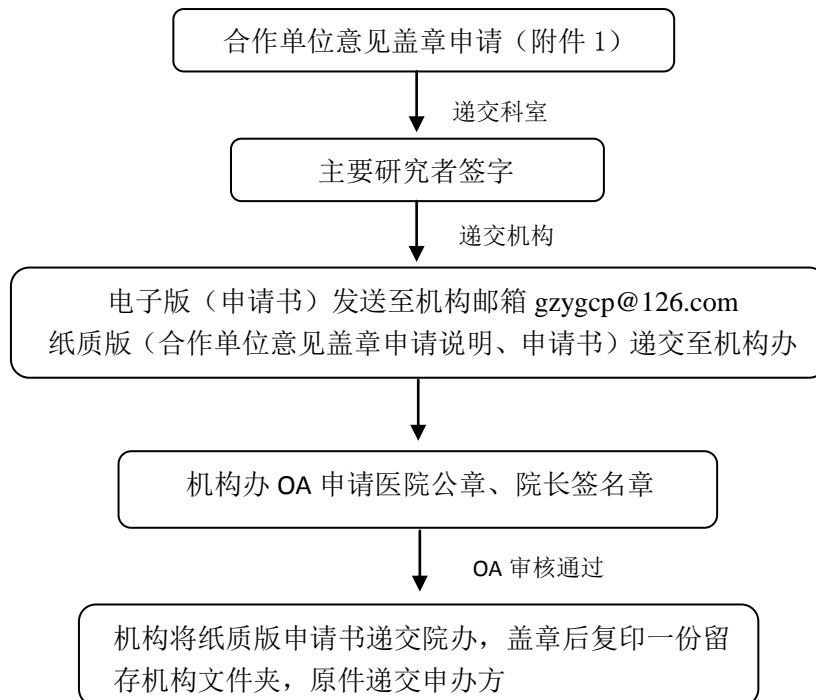 合作单位意见盖章申请（附件 1）
递交科室
主要研究者签字
递交机构
电子版（申请书）发送至机构邮箱 gzygcp@126.com
纸质版（合作单位意见盖章申请说明、申请书）递交至机构办
机构办 OA 申请医院公章、院长签名章
OA 审核通过
机构将纸质版申请书递交院办，盖章后复印一份留
存机构文件夹，原件递交申办方